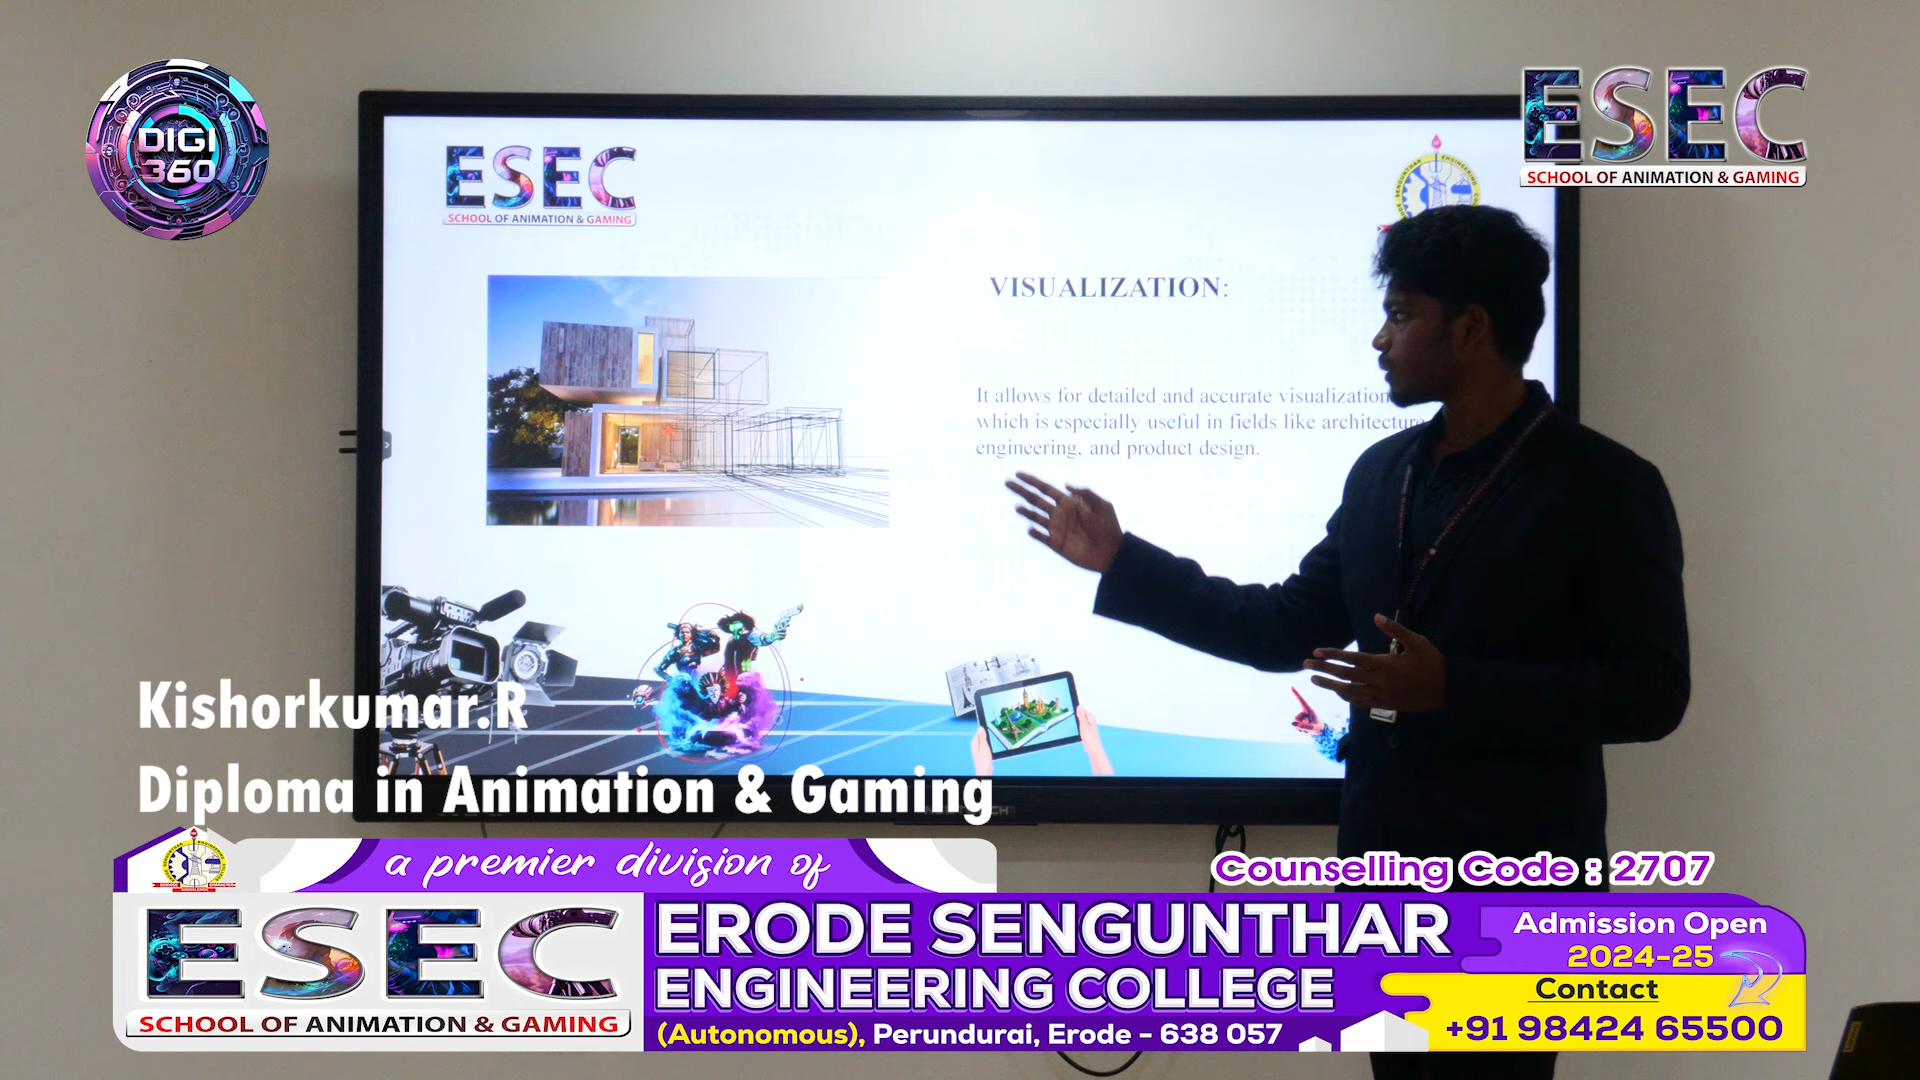 DIGI
360
ESEC
SCHOOL OF ANIMATION & GAMING
ESEC
SCHOOL OF ANIMATION & GAMING
VISUALIZATION:
It allows for detailed and accurate visualization
which is especially useful in fields like architecture
engineering, and product design.
Kishorkumar.R
Diploma in Animation & Gaming
a premier division of
Counselling Code : 2707
ESEC
SCHOOL OF ANIMATION & GAMING
ERODE SENGUNTHAR
ENGINEERING COLLEGE
(Autonomous), Perundurai, Erode - 638 057
Admission Open
2024-25
Contact
+91 98424 65500